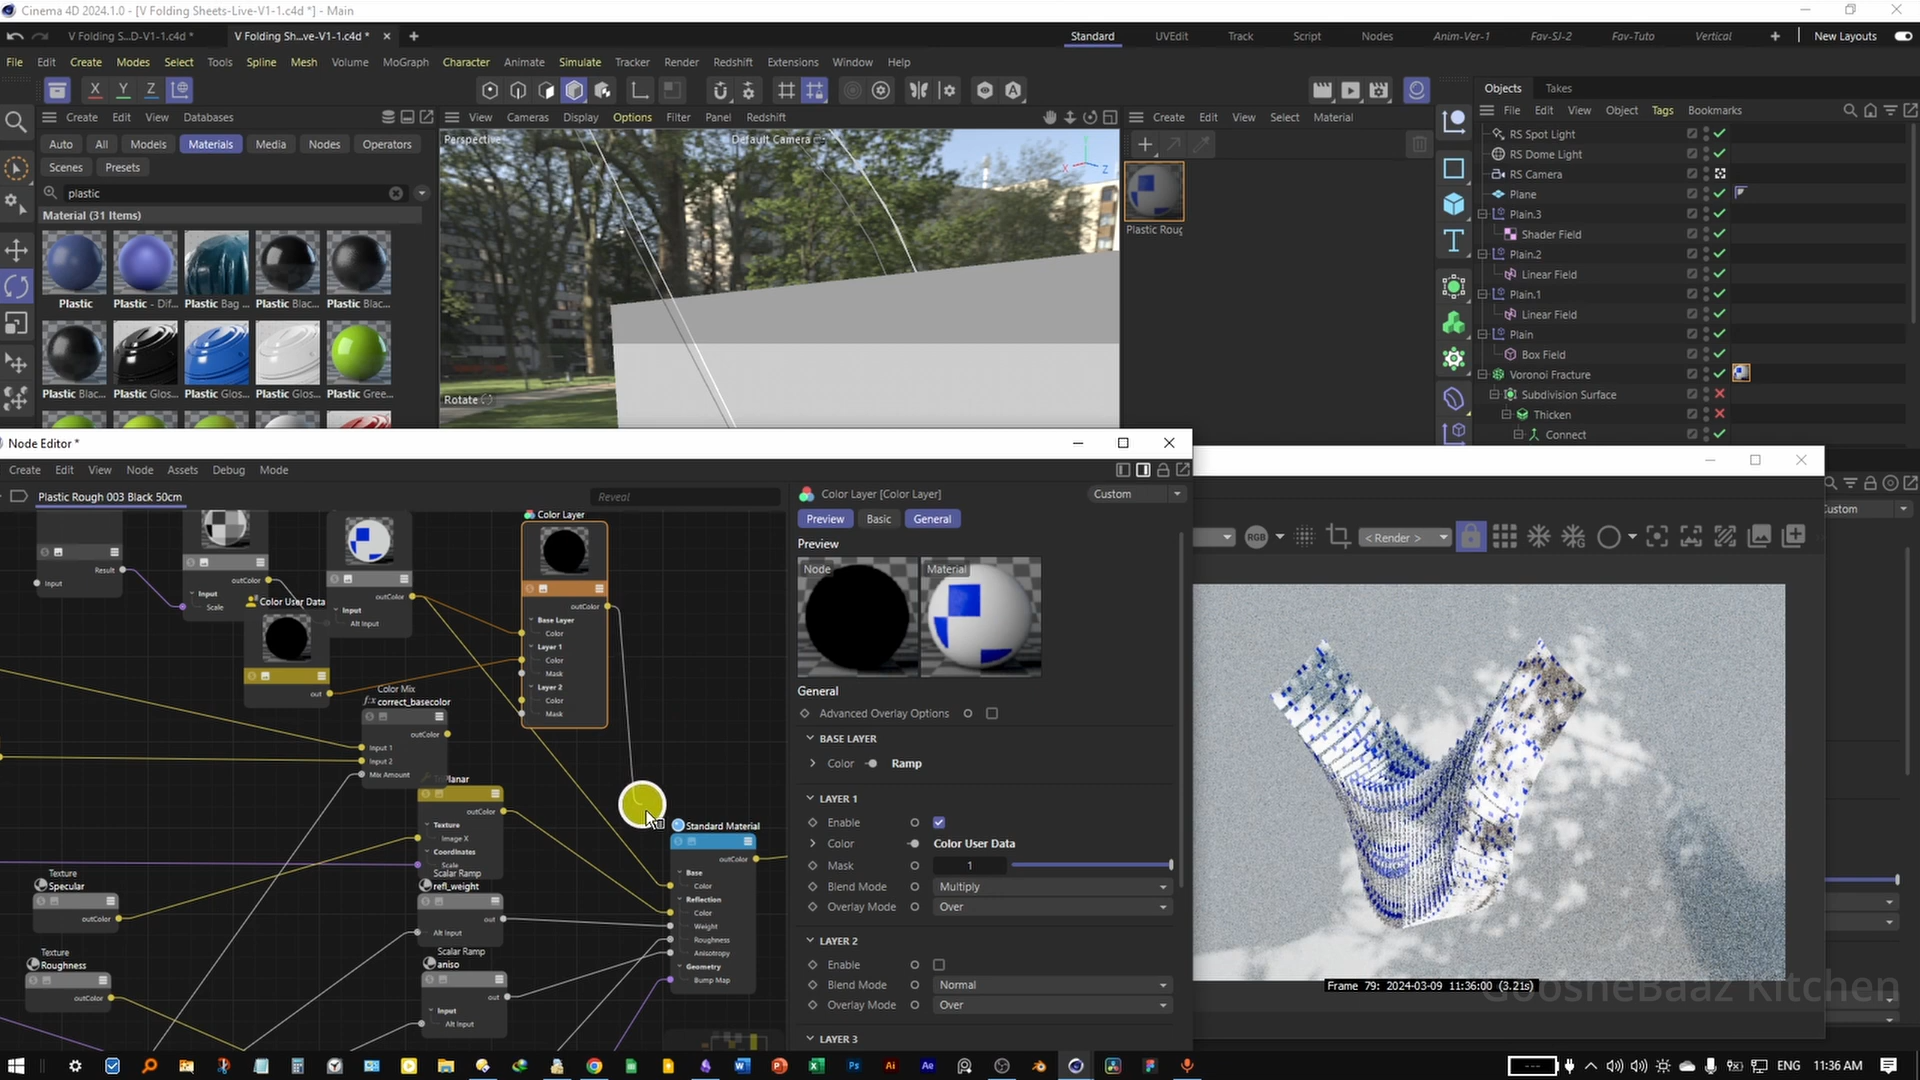 Cinema 4D 2024.1.0 - [V Folding Sheets-Live-V1-1.c4d *] - Main
V Folding S...D-V1-1.c4d *
V Folding Sh...ve-V1-1.c4d *
Standard
UVEdit
Track
Script
Nodes
Anim-Ver-1
Fav-SJ-2
Fav-Tuto
Vertical
New Layouts
File
Edit
Create
Modes
Select
Tools
Spline
Mesh
Volume
MoGraph
Character
Animate
Simulate
Tracker
Render
Redshift
Extensions
Window
Help
X
Y
Z
Create
Edit
View
Databases
Auto
All
Models
Materials
Media
Nodes
Operators
Scenes
Presets
plastic
Material (31 Items)
Plastic
Plastic - Dif...
Plastic Bag ...
Plastic Blac...
Plastic Blac...
Plastic Blac...
Plastic Glos...
Plastic Glos...
Plastic Glos...
Plastic Gree...
View
Cameras
Display
Options
Filter
Panel
Redshift
Perspective
Default Camera
Rotate
Create
Edit
View
Select
Material
Plastic Roug
Objects
Takes
File
Edit
View
Object
Tags
Bookmarks
RS Spot Light
RS Dome Light
RS Camera
Plane
Plain.3
Shader Field
Plain.2
Linear Field
Plain.1
Linear Field
Plain
Box Field
Voronoi Fracture
Subdivision Surface
Thicken
Connect
Node Editor *
Create
Edit
View
Node
Assets
Debug
Mode
Plastic Rough 003 Black 50cm
Reveal
Result
Input
outColor
Input
Scale
outColor
Input
Alt Input
Color User Data
out
Color Layer
outColor
Base Layer
Color
Layer 1
Color
Mask
Layer 2
Color
Mask
Color Mix
correct_basecolor
outColor
Input 1
Input 2
Mix Amount
outColor
Texture
Image X
Coordinates
Scale
Scalar Ramp
refl_weight
out
Alt Input
Scalar Ramp
aniso
out
Input
Alt Input
Texture
Specular
outColor
Texture
Roughness
outColor
Standard Material
outColor
Base
Color
Reflection
Color
Weight
Roughness
Anisotropy
Geometry
Bump Map
Color Layer [Color Layer]
Custom
Preview
Basic
General
Preview
Node
Material
General
Advanced Overlay Options
BASE LAYER
Color
Ramp
LAYER 1
Enable
Color
Color User Data
Mask
1
Blend Mode
Multiply
Overlay Mode
Over
LAYER 2
Enable
Blend Mode
Normal
Overlay Mode
Over
LAYER 3
RGB
< Render >
Frame 79: 2024-03-09 11:36:00 (3.21s)
GoosheBaaz Kitchen
ENG
11:36 AM